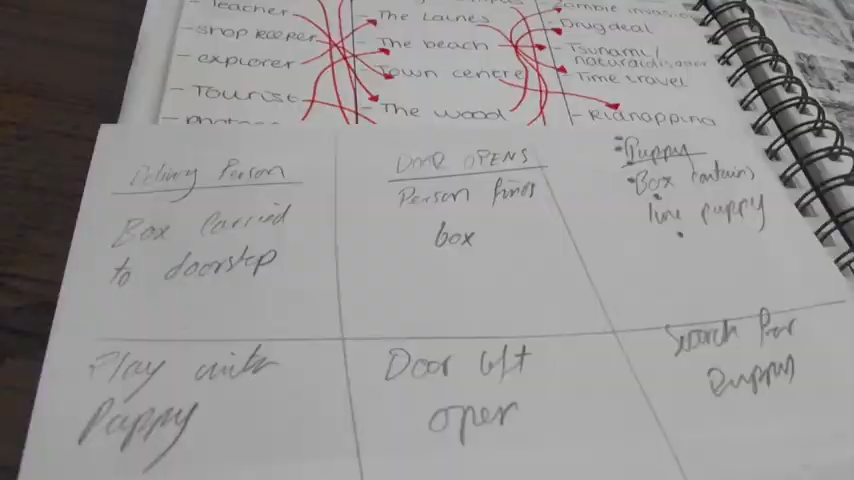 Teacher
- shop keeper
- explorer
- Tourist
- The Laines
- The beach
- Town centre
- The wood
Zombie
- Drug deal
- Tsunami/
natural disaster
- Time travel
- Kidnapping
Delivery Person
Box carried
to doorstep
DOOR OPENS
Person finds
box
Puppy
Box contains
live puppy
Play with
Puppy
Door left
open
Search for
Puppy